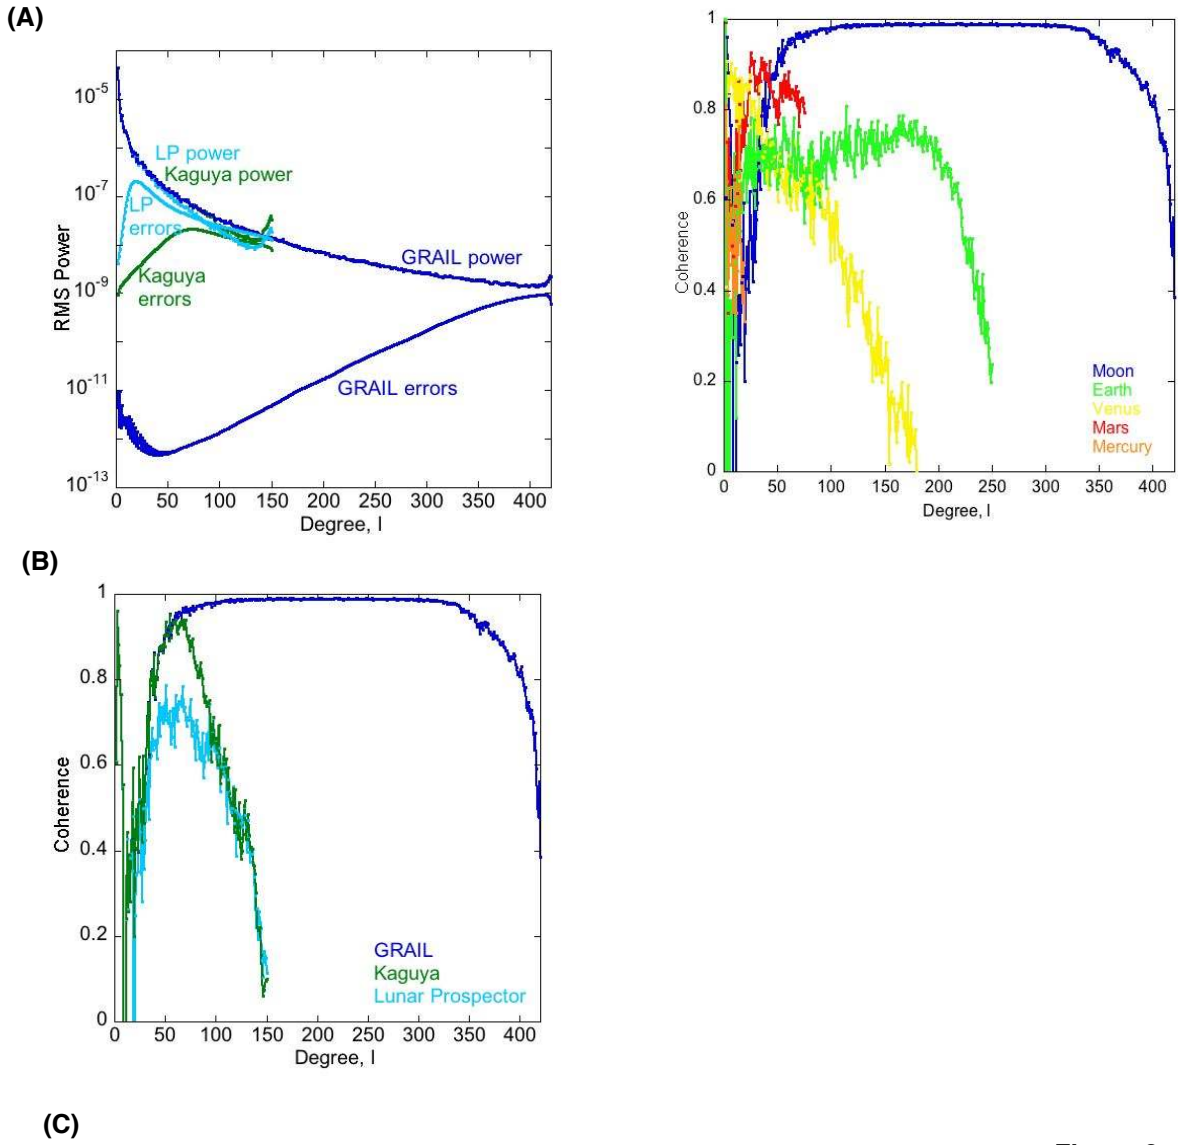 (A)
10-5
10-7
10-9
10-11
10-13
RMS Power
LP power
Kaguya power
LP
errors
Kaguya
errors
GRAIL power
GRAIL errors
0 50 100 150 200 250 300 350 400
Degree, l
1
0.8
0.6
0.4
0.2
0
Coherence
Moon
Earth
Venus
Mars
Mercury
0 50 100 150 200 250 300 350 400
Degree, l
(B)
1
0.8
0.6
0.4
0.2
0
Coherence
GRAIL
Kaguya
Lunar Prospector
0 50 100 150 200 250 300 350 400
Degree, l
(C)